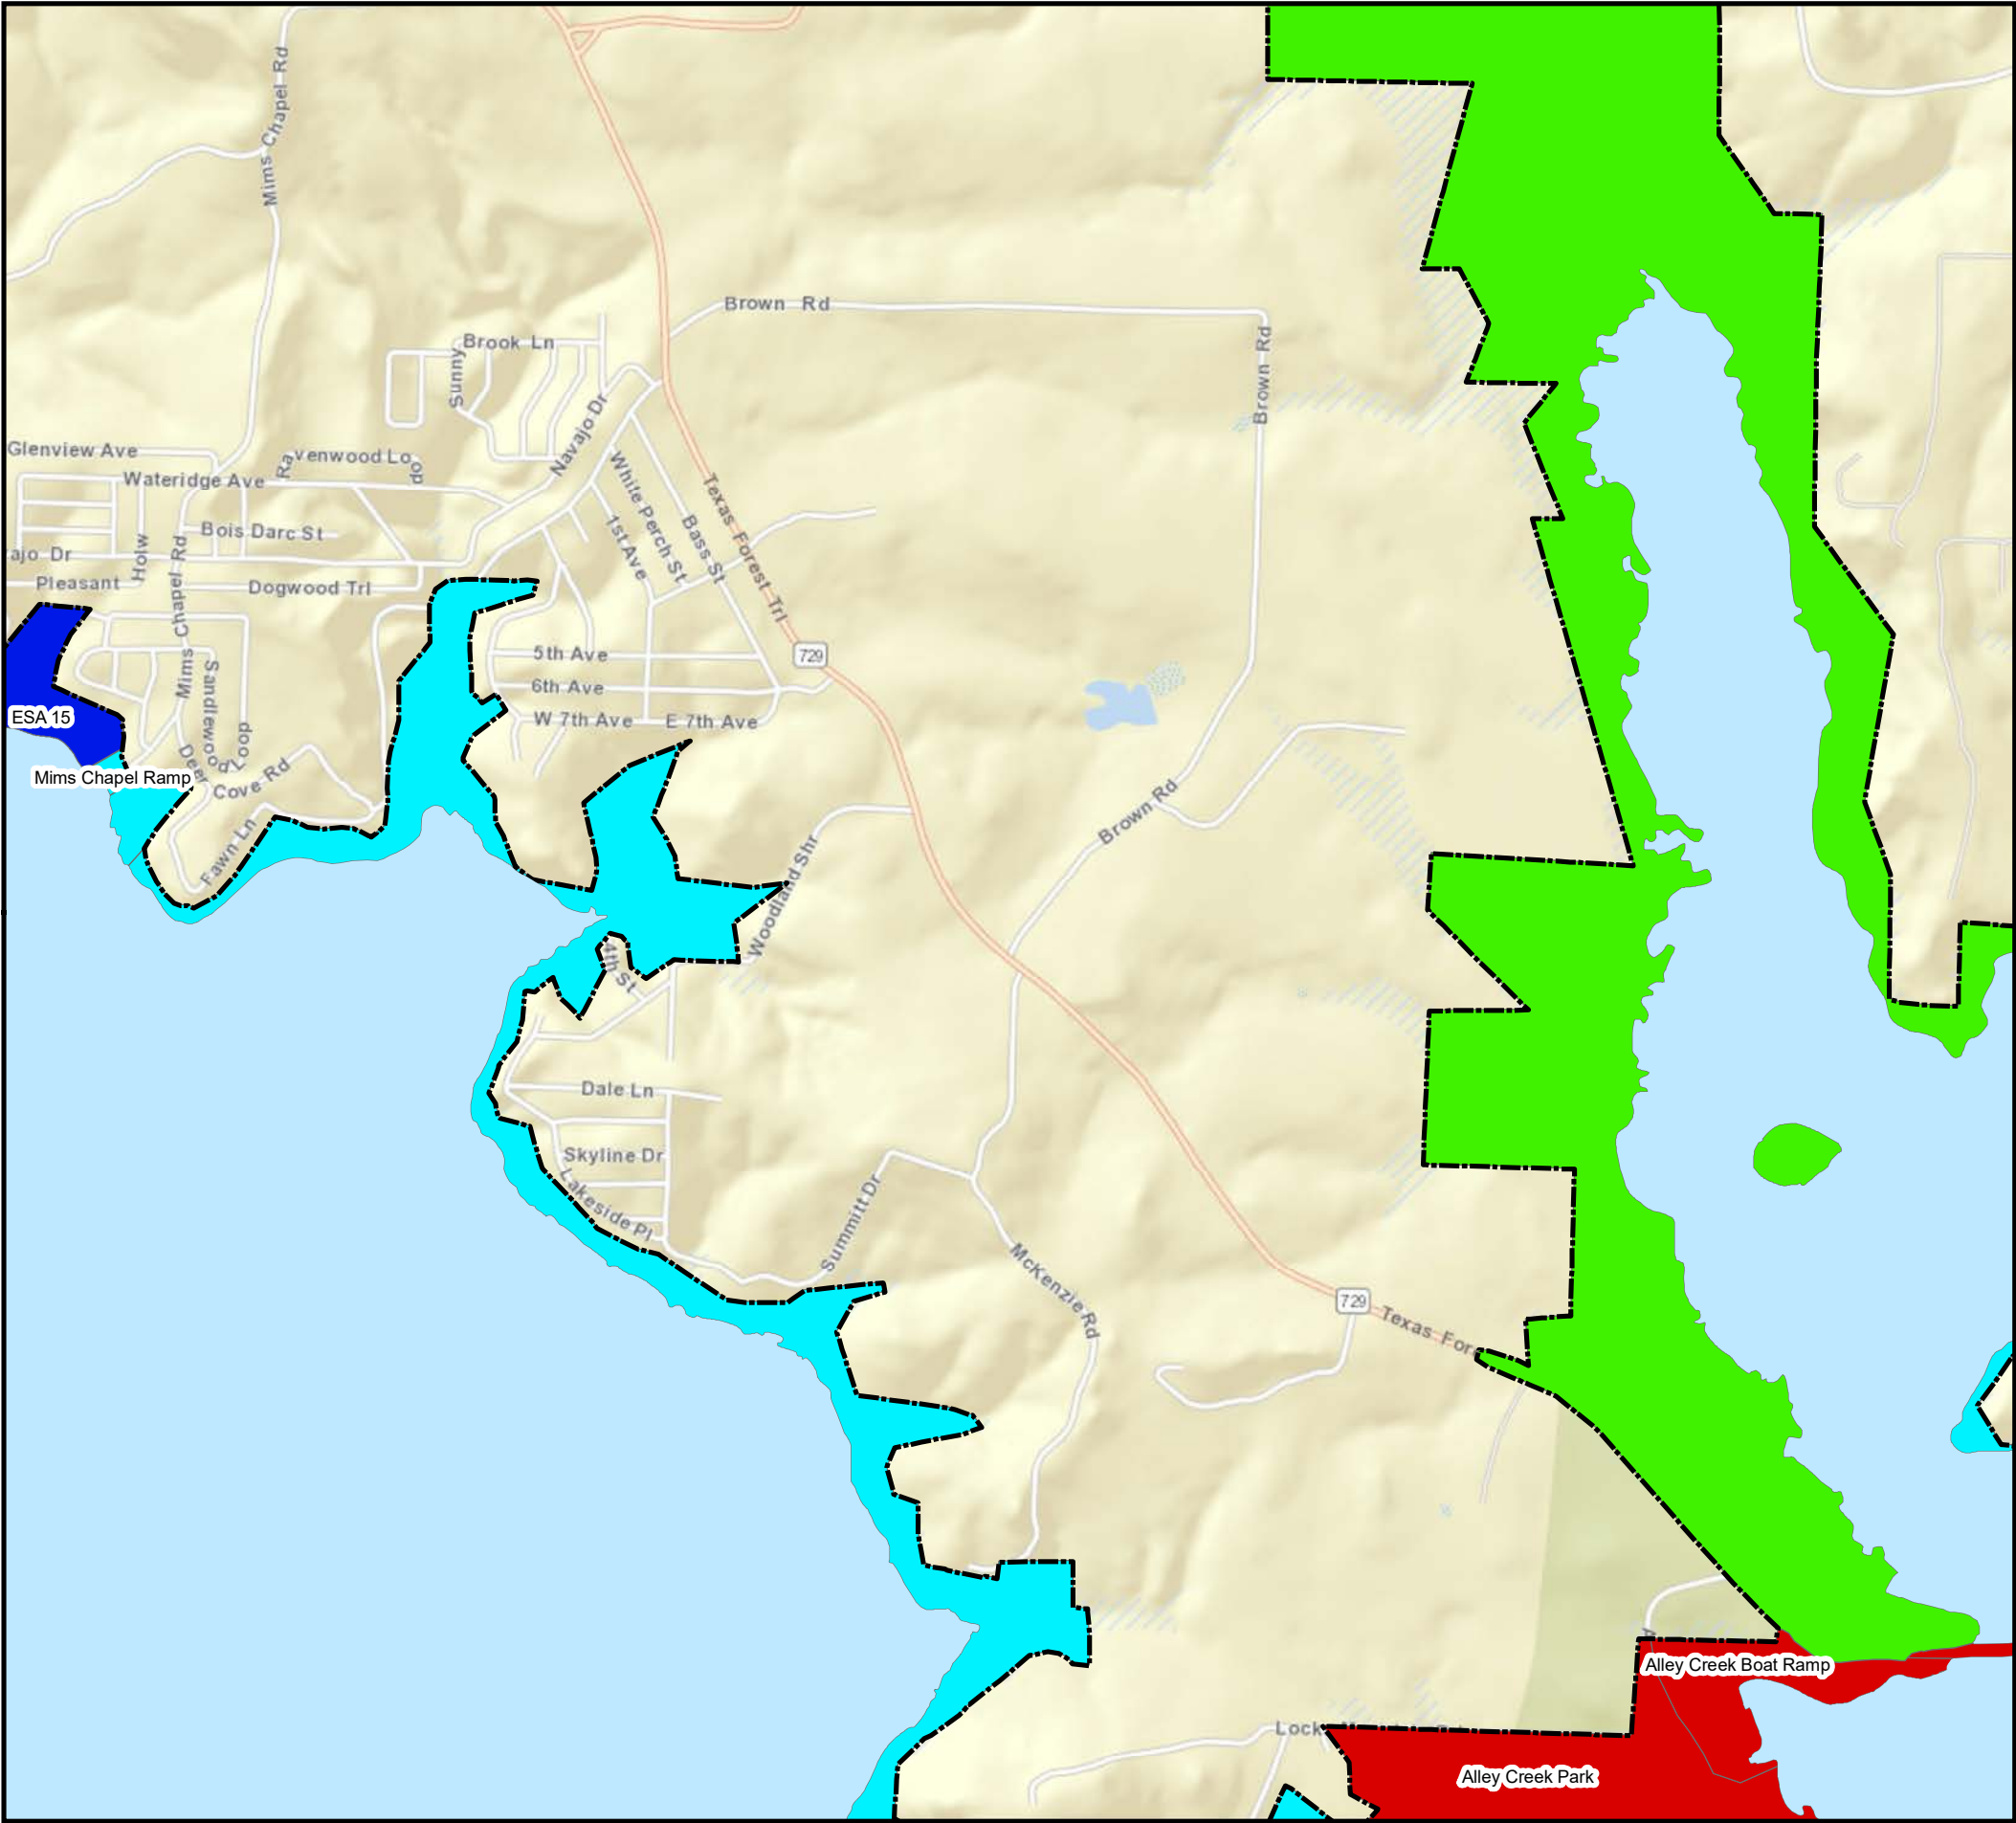 Mims Chapel Rd
Brown Rd
Brown Rd
Brook Ln
Sunny
Navajo Dr
Glenview Ave
Ravenwood Loop
Wateridge Ave
White Perch St
Texas Forest Trl
Bass St
1st Ave
Bois Darc St
Holw
ajo Dr
Pleasant
Dogwood Trl
Mims Chapel Rd
5th Ave
729
6th Ave
W 7th Ave
E 7th Ave
ESA 15
Sandlewood Loop
Deer
Cove Rd
Mims Chapel Ramp
Fawn Ln
Brown Rd
Woodland Shr
4th St
Dale Ln
Skyline Dr
Lakeside Pl
Summitt Dr
McKenzie Rd
729
Texas Fore
A
Alley Creek Boat Ramp
Lock
Alley Creek Park